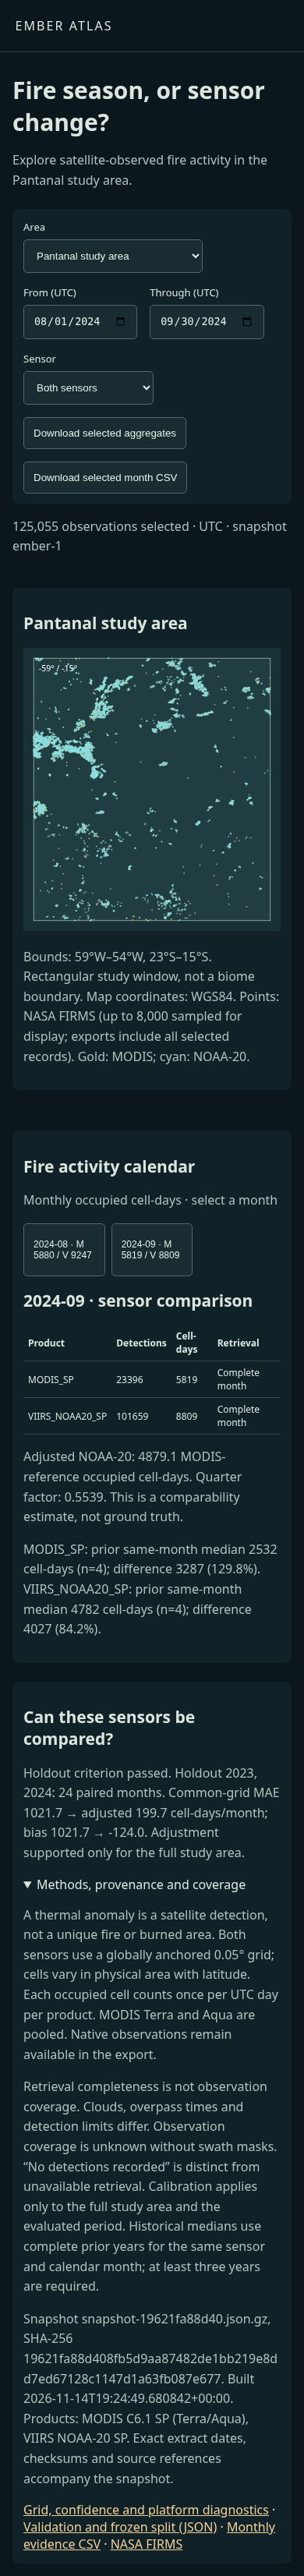 EMBER ATLAS
Fire season, or sensor
change?
Explore satellite-observed fire activity in the
Pantanal study area.
Area
Pantanal study area
From (UTC) Through (UTC)
08/01/2024 09/30/2024
Sensor
Both sensors
Download selected aggregates
Download selected month CSV
125,055 observations selected · UTC · snapshot
ember-1
Pantanal study area
-59° / -15°
Bounds: 59°W–54°W, 23°S–15°S.
Rectangular study window, not a biome
boundary. Map coordinates: WGS84. Points:
NASA FIRMS (up to 8,000 sampled for
display; exports include all selected
records). Gold: MODIS; cyan: NOAA-20.
Fire activity calendar
Monthly occupied cell-days · select a month
2024-08 · M
5880 / V 9247
2024-09 · M
5819 / V 8809
2024-09 · sensor comparison
Product Detections Cell-days Retrieval
MODIS_SP 23396 5819 Complete month
VIIRS_NOAA20_SP 101659 8809 Complete month
Adjusted NOAA-20: 4879.1 MODIS-
reference occupied cell-days. Quarter
factor: 0.5539. This is a comparability
estimate, not ground truth.
MODIS_SP: prior same-month median 2532
cell-days (n=4); difference 3287 (129.8%).
VIIRS_NOAA20_SP: prior same-month
median 4782 cell-days (n=4); difference
4027 (84.2%).
Can these sensors be
compared?
Holdout criterion passed. Holdout 2023,
2024: 24 paired months. Common-grid MAE
1021.7 → adjusted 199.7 cell-days/month;
bias 1021.7 → -124.0. Adjustment
supported only for the full study area.
▼ Methods, provenance and coverage
A thermal anomaly is a satellite detection,
not a unique fire or burned area. Both
sensors use a globally anchored 0.05° grid;
cells vary in physical area with latitude.
Each occupied cell counts once per UTC day
per product. MODIS Terra and Aqua are
pooled. Native observations remain
available in the export.
Retrieval completeness is not observation
coverage. Clouds, overpass times and
detection limits differ. Observation
coverage is unknown without swath masks.
“No detections recorded” is distinct from
unavailable retrieval. Calibration applies
only to the full study area and the
evaluated period. Historical medians use
complete prior years for the same sensor
and calendar month; at least three years
are required.
Snapshot snapshot-19621fa88d40.json.gz,
SHA-256
19621fa88d408fb5d9aa87482de1bb219e8d
d7ed67128c1147d1a63fb087e677. Built
2026-11-14T19:24:49.680842+00:00.
Products: MODIS C6.1 SP (Terra/Aqua),
VIIRS NOAA-20 SP. Exact extract dates,
checksums and source references
accompany the snapshot.
Grid, confidence and platform diagnostics ·
Validation and frozen split (JSON) · Monthly
evidence CSV · NASA FIRMS